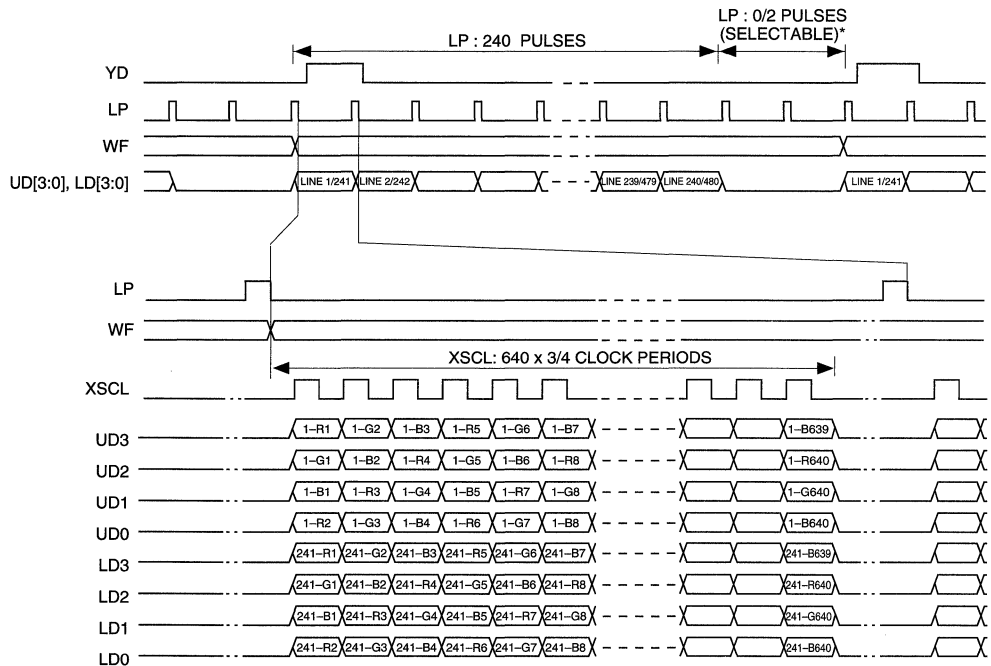 LP : 0/2 PULSES
(SELECTABLE)*
LP : 240 PULSES
YD
LP
WF
UD[3:0], LD[3:0]
LINE 1/241 LINE 2/242 LINE 239/479 LINE 240/480 LINE 1/241
LP
WF
XSCL: 640 x 3/4 CLOCK PERIODS
XSCL
UD3 1–R1 1–G2 1–B3 1–R5 1–G6 1–B7 1–B639
UD2 1–G1 1–B2 1–R4 1–G5 1–B6 1–R8 1–R640
UD1 1–B1 1–R3 1–G4 1–B5 1–R7 1–G8 1–G640
UD0 1–R2 1–G3 1–B4 1–R6 1–G7 1–B8 1–B640
LD3 241–R1 241–G2 241–B3 241–R5 241–G6 241–B7 241–B639
LD2 241–G1 241–B2 241–R4 241–G5 241–B6 241–R8 241–R640
LD1 241–B1 241–R3 241–G4 241–B5 241–R7 241–G8 241–G640
LD0 241–R2 241–G3 241–B4 241–R6 241–G7 241–B8 241–B640